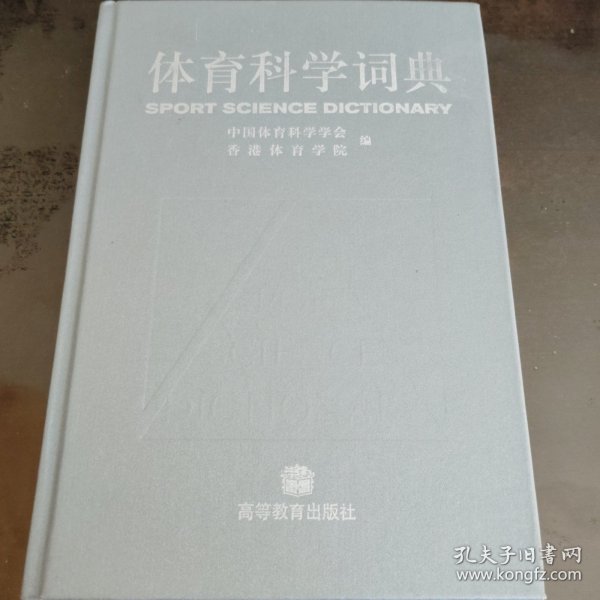 体育科学词典
SPORT SCIENCE DICTIONARY
中国体育科学学会
香港体育学院
编
高等教育出版社
孔夫子旧书网
www.kongfz.com